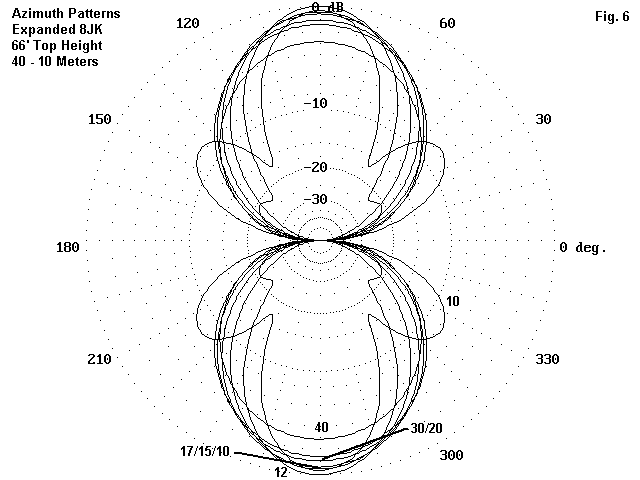 Azimuth Patterns
Expanded 8JK
66' Top Height
40 - 10 Meters
Fig. 6
0 dB
120
60
-10
150
30
-20
-30
180
0 deg.
10
210
330
40
30/20
17/15/10
300
12